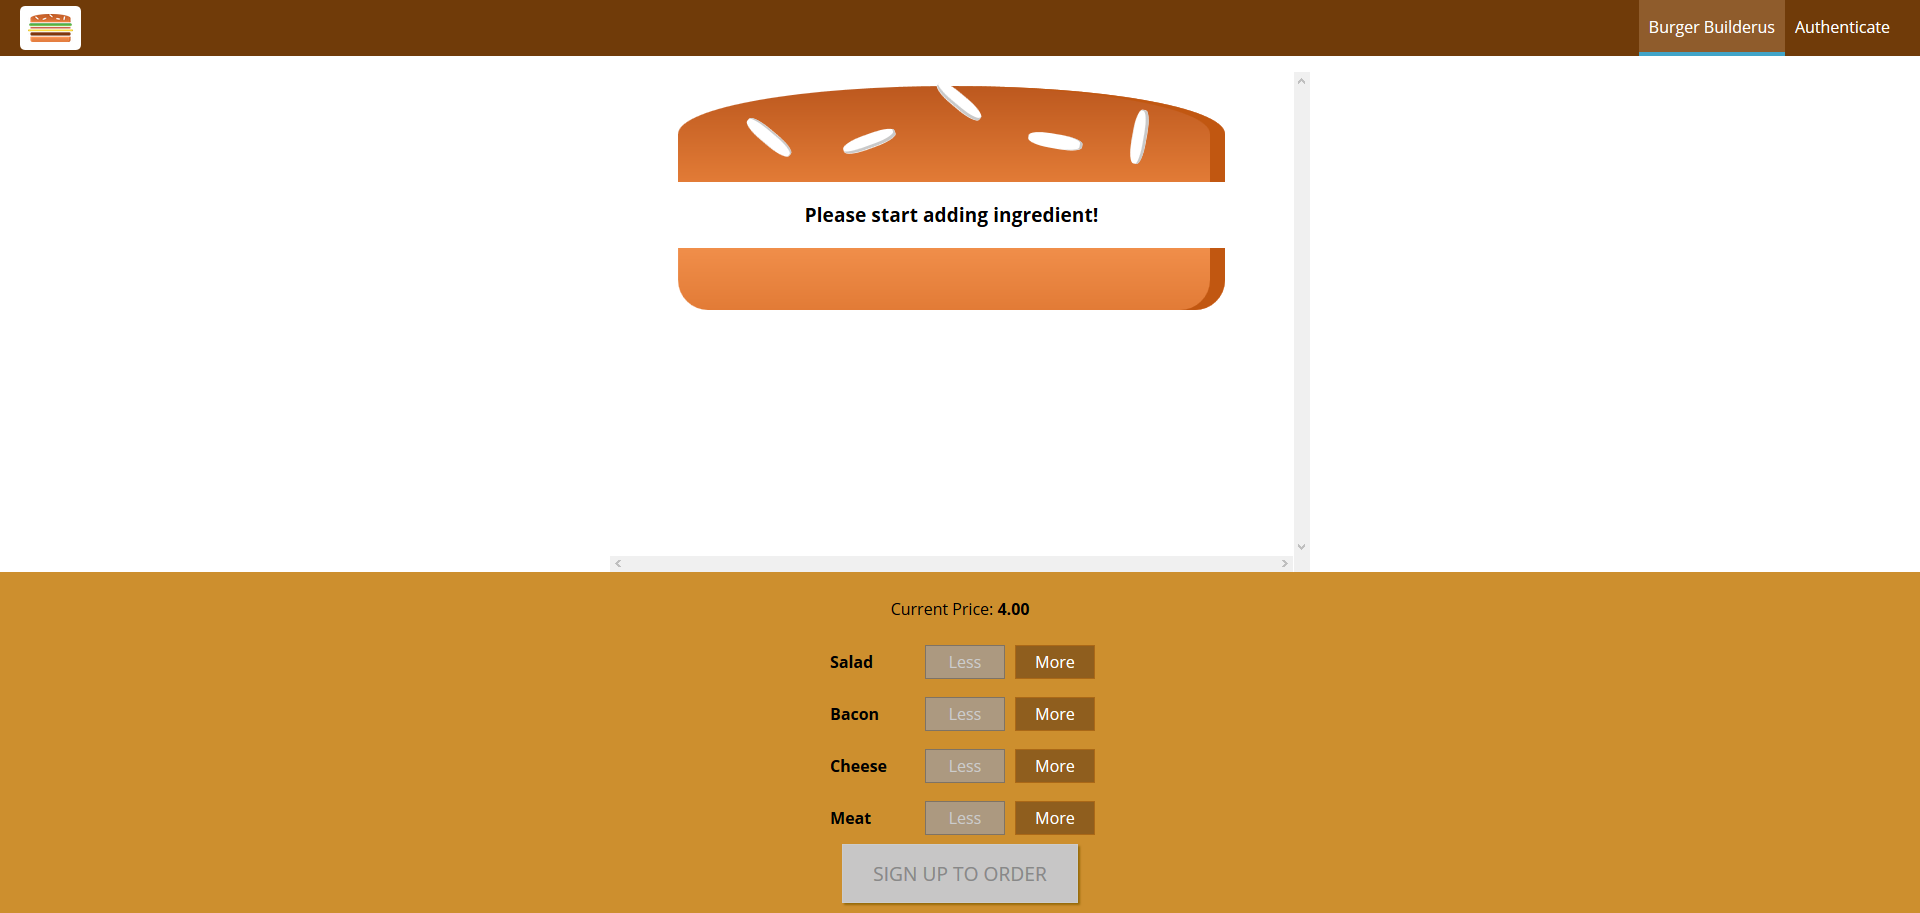 Burger Builderus Authenticate
Please start adding ingredient!
Current Price: 4.00
Salad Less More
Bacon Less More
Cheese Less More
Meat Less More
SIGN UP TO ORDER